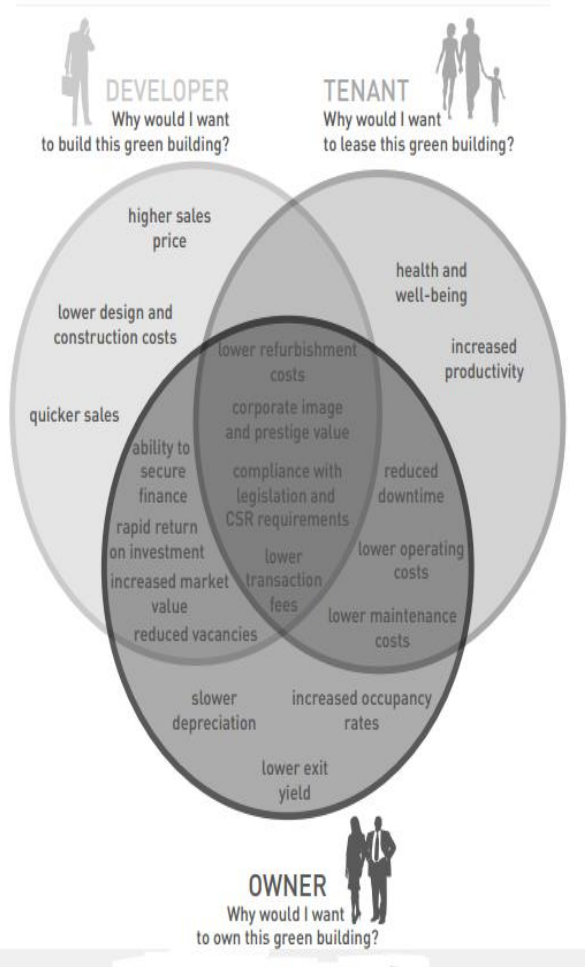 DEVELOPER
Why would I want
to build this green building?
TENANT
Why would I want
to lease this green building?
higher sales
price
lower design and
construction costs
quicker sales
health and
well-being
increased
productivity
lower refurbishment
costs
corporate image
and prestige value
compliance with
legislation and
CSR requirements
lower
transaction
fees
ability to
secure
finance
rapid return
on investment
increased market
value
reduced vacancies
reduced
downtime
lower operating
costs
lower maintenance
costs
slower
depreciation
increased occupancy
rates
lower exit
yield
OWNER
Why would I want
to own this green building?